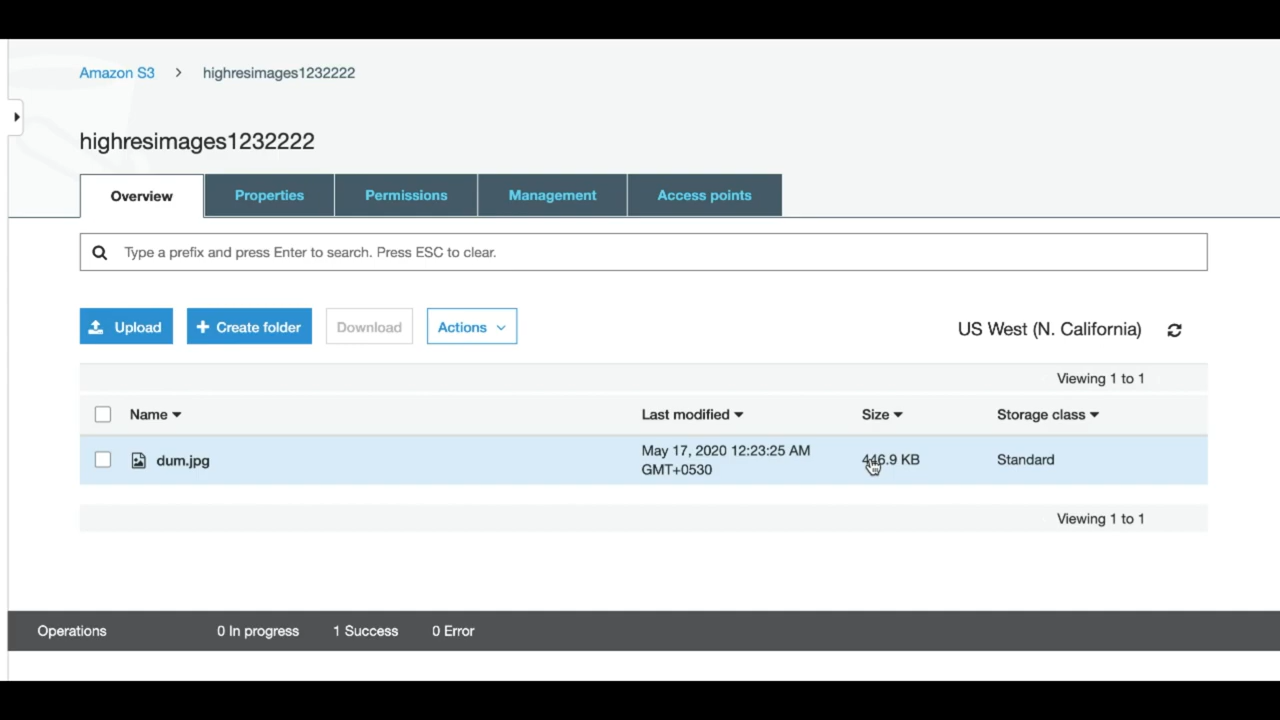 Amazon S3 > highresimages1232222
highresimages1232222
Overview Properties Permissions Management Access points
Type a prefix and press Enter to search. Press ESC to clear.
Upload + Create folder Download Actions
US West (N. California)
Viewing 1 to 1
Name Last modified Size Storage class
dum.jpg May 17, 2020 12:23:25 AM 446.9 KB Standard
GMT+0530
Viewing 1 to 1
Operations 0 In progress 1 Success 0 Error